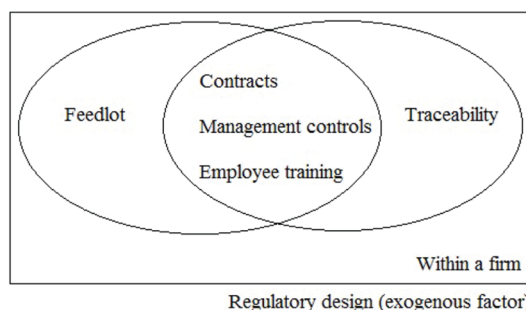 Contracts
Feedlot
Traceability
Management controls
Employee training
Within a firm
Regulatory design (exogenous factor)